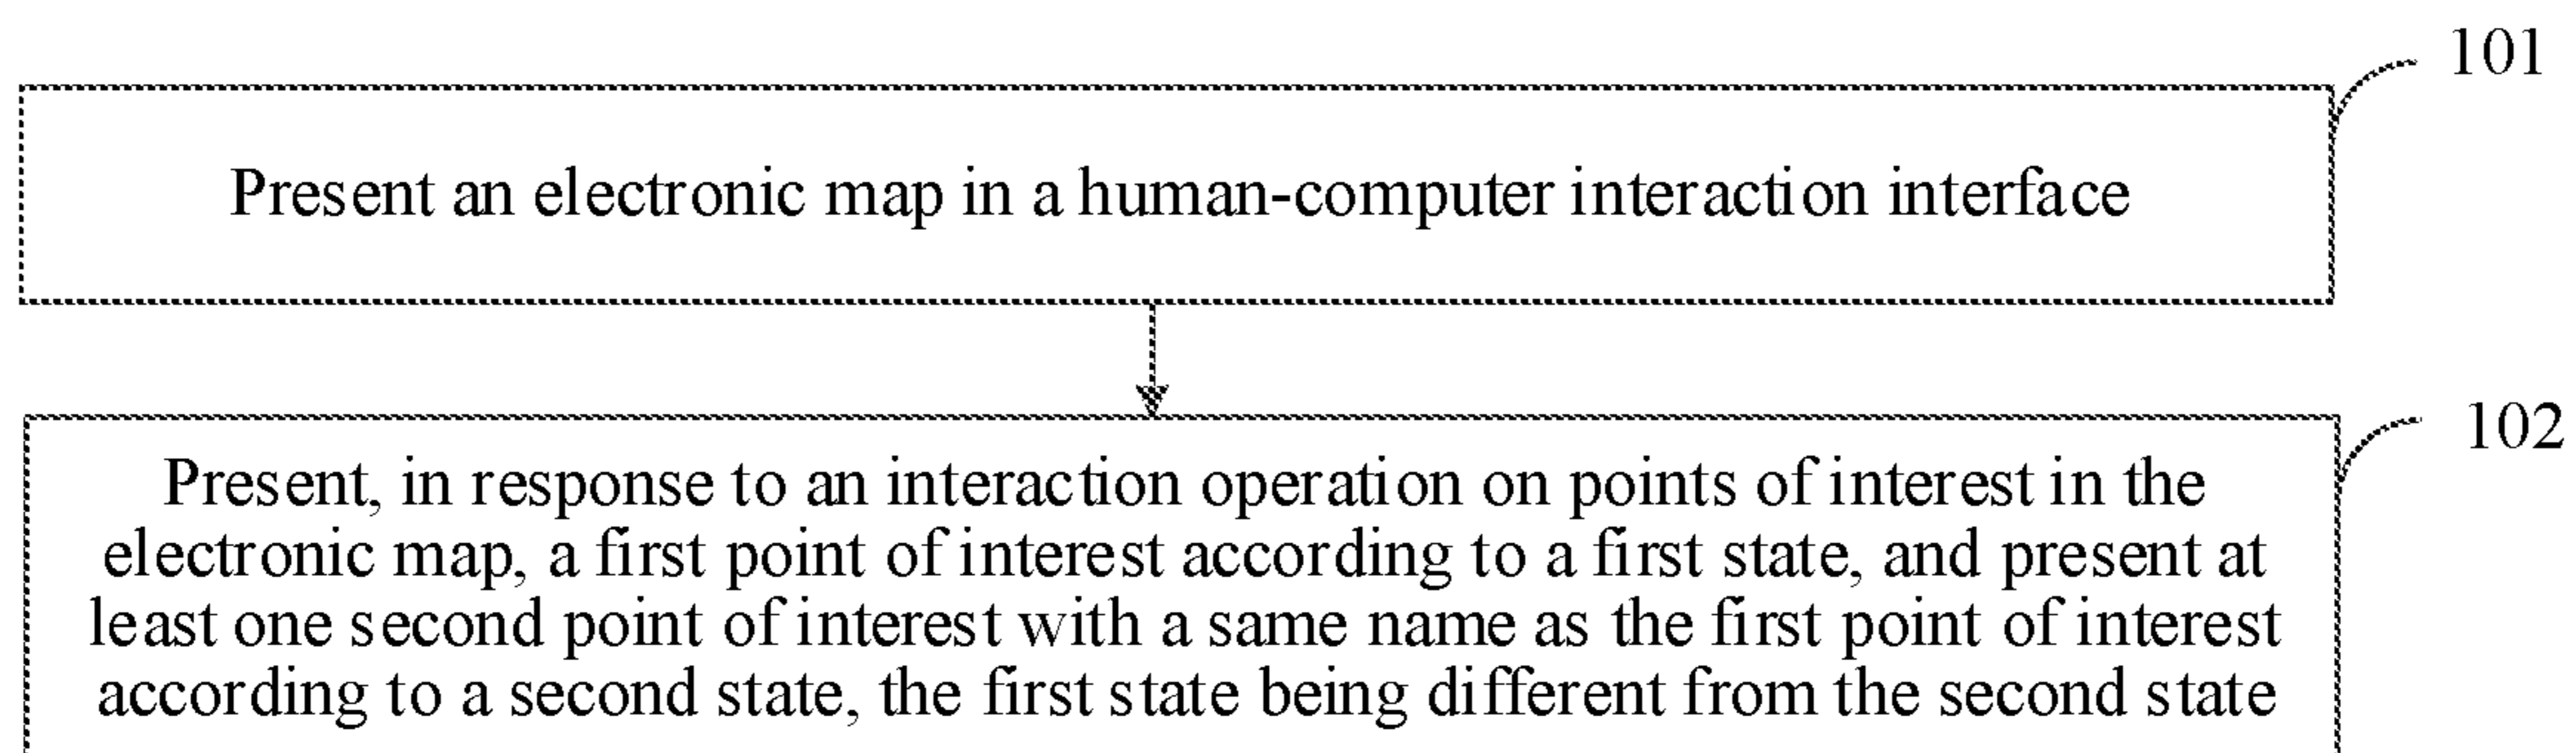 101
Present an electronic map in a human-computer interaction interface
102
Present, in response to an interaction operation on points of interest in the
electronic map, a first point of interest according to a first state, and present at
least one second point of interest with a same name as the first point of interest
according to a second state, the first state being different from the second state